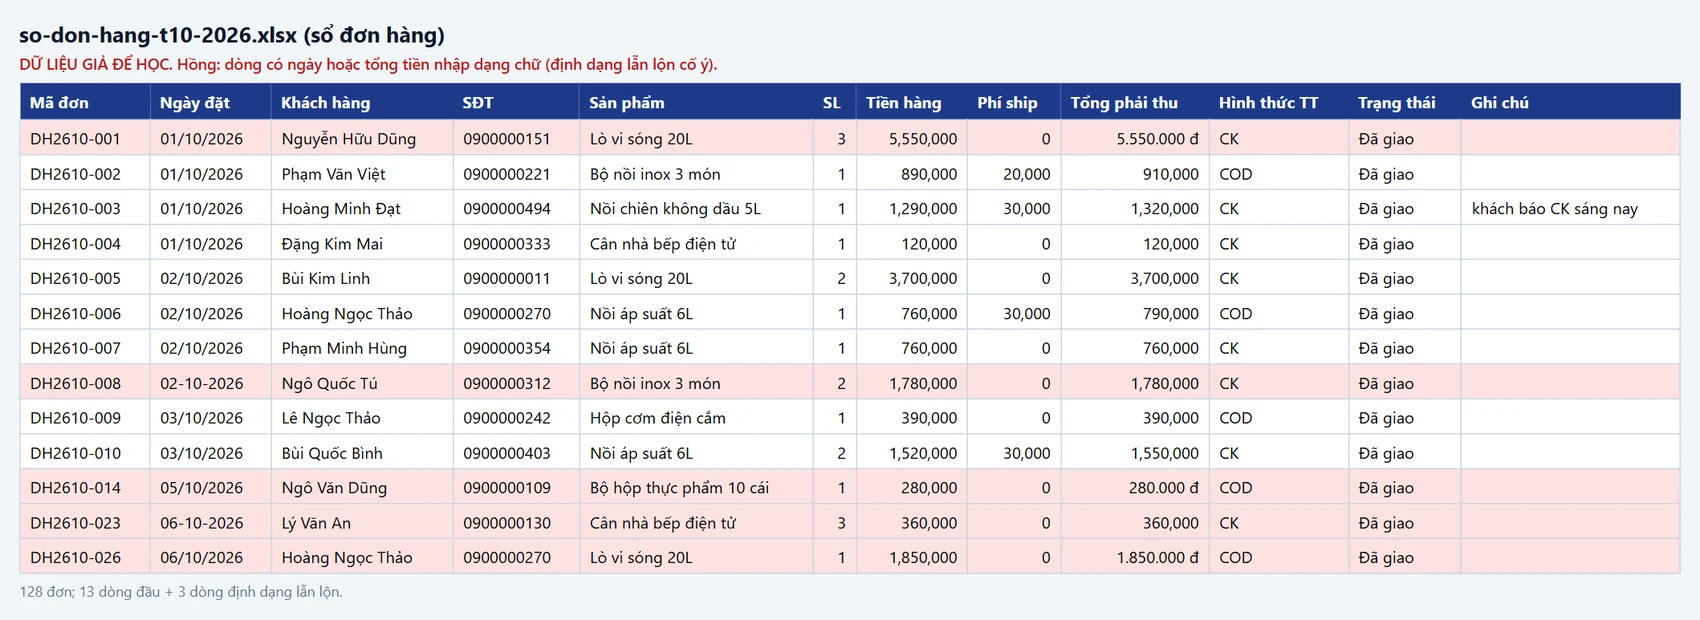 so-don-hang-t10-2026.xlsx (sổ đơn hàng)
DỮ LIỆU GIẢ ĐỂ HỌC. Hồng: dòng có ngày hoặc tổng tiền nhập dạng chữ (định dạng lẫn lộn cố ý).
Mã đơn Ngày đặt Khách hàng SĐT Sản phẩm SL Tiền hàng Phí ship Tổng phải thu Hình thức TT Trạng thái Ghi chú
DH2610-001 01/10/2026 Nguyễn Hữu Dũng 0900000151 Lò vi sóng 20L 3 5,550,000 0 5.550.000 đ CK Đã giao
DH2610-002 01/10/2026 Phạm Văn Việt 0900000221 Bộ nồi inox 3 món 1 890,000 20,000 910,000 COD Đã giao
DH2610-003 01/10/2026 Hoàng Minh Đạt 0900000494 Nồi chiên không dầu 5L 1 1,290,000 30,000 1,320,000 CK Đã giao khách báo CK sáng nay
DH2610-004 01/10/2026 Đặng Kim Mai 0900000333 Cân nhà bếp điện tử 1 120,000 0 120,000 CK Đã giao
DH2610-005 02/10/2026 Bùi Kim Linh 0900000011 Lò vi sóng 20L 2 3,700,000 0 3,700,000 CK Đã giao
DH2610-006 02/10/2026 Hoàng Ngọc Thảo 0900000270 Nồi áp suất 6L 1 760,000 30,000 790,000 COD Đã giao
DH2610-007 02/10/2026 Phạm Minh Hùng 0900000354 Nồi áp suất 6L 1 760,000 0 760,000 CK Đã giao
DH2610-008 02-10-2026 Ngô Quốc Tú 0900000312 Bộ nồi inox 3 món 2 1,780,000 0 1,780,000 CK Đã giao
DH2610-009 03/10/2026 Lê Ngọc Thảo 0900000242 Hộp cơm điện cắm 1 390,000 0 390,000 COD Đã giao
DH2610-010 03/10/2026 Bùi Quốc Bình 0900000403 Nồi áp suất 6L 2 1,520,000 30,000 1,550,000 CK Đã giao
DH2610-014 05/10/2026 Ngô Văn Dũng 0900000109 Bộ hộp thực phẩm 10 cái 1 280,000 0 280.000 đ COD Đã giao
DH2610-023 06-10-2026 Lý Văn An 0900000130 Cân nhà bếp điện tử 3 360,000 0 360,000 CK Đã giao
DH2610-026 06/10/2026 Hoàng Ngọc Thảo 0900000270 Lò vi sóng 20L 1 1,850,000 0 1.850.000 đ COD Đã giao
128 đơn; 13 dòng đầu + 3 dòng định dạng lẫn lộn.